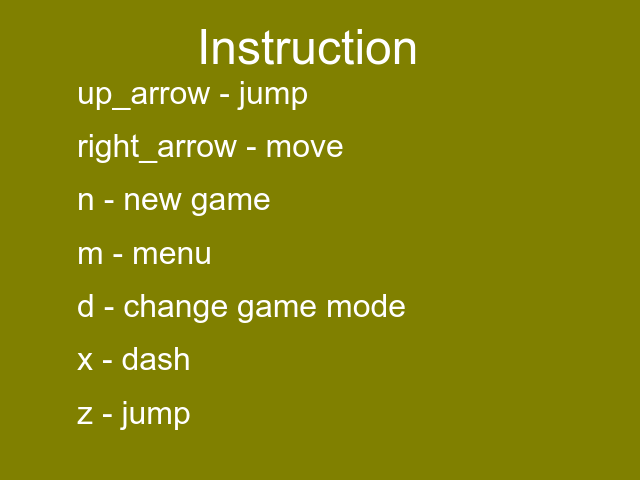 Instruction
up_arrow - jump
right_arrow - move
n - new game
m - menu
d - change game mode
x - dash
z - jump